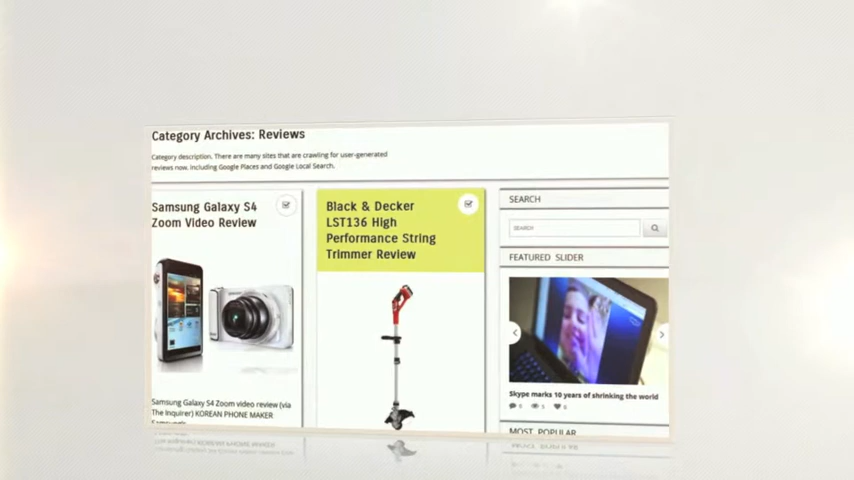 Category Archives: Reviews
Category description. There are many sites that are crawling for user-generated
reviews now. Including Google Places and Google Local Search.
Samsung Galaxy S4
Zoom Video Review
Samsung Galaxy S4 Zoom video review (via
The Inquirer) KOREAN PHONE MAKER
Black & Decker
LST136 High
Performance String
Trimmer Review
SEARCH
SEARCH
FEATURED SLIDER
Skype marks 10 years of shrinking the world
MOST POPULAR